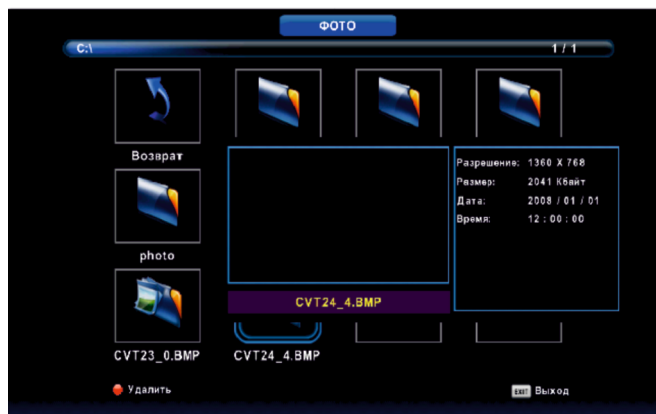 ФОТО
C:\ 1 / 1
Возврат
Разрешение: 1360 X 768
Размер: 2041 Кбайт
Дата: 2008 / 01 / 01
Время: 12 : 00 : 00
photo
CVT24_4.BMP
CVT23_0.BMP CVT24_4.BMP
Удалить EXIT Выход